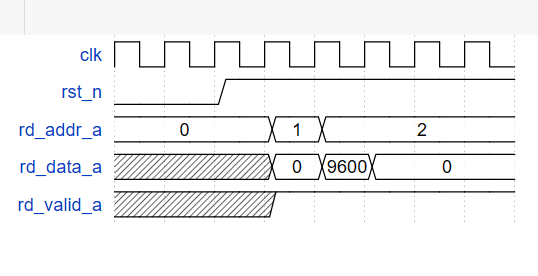 clk
rst_n
rd_addr_a 0 1 2
rd_data_a 0 9600 0
rd_valid_a